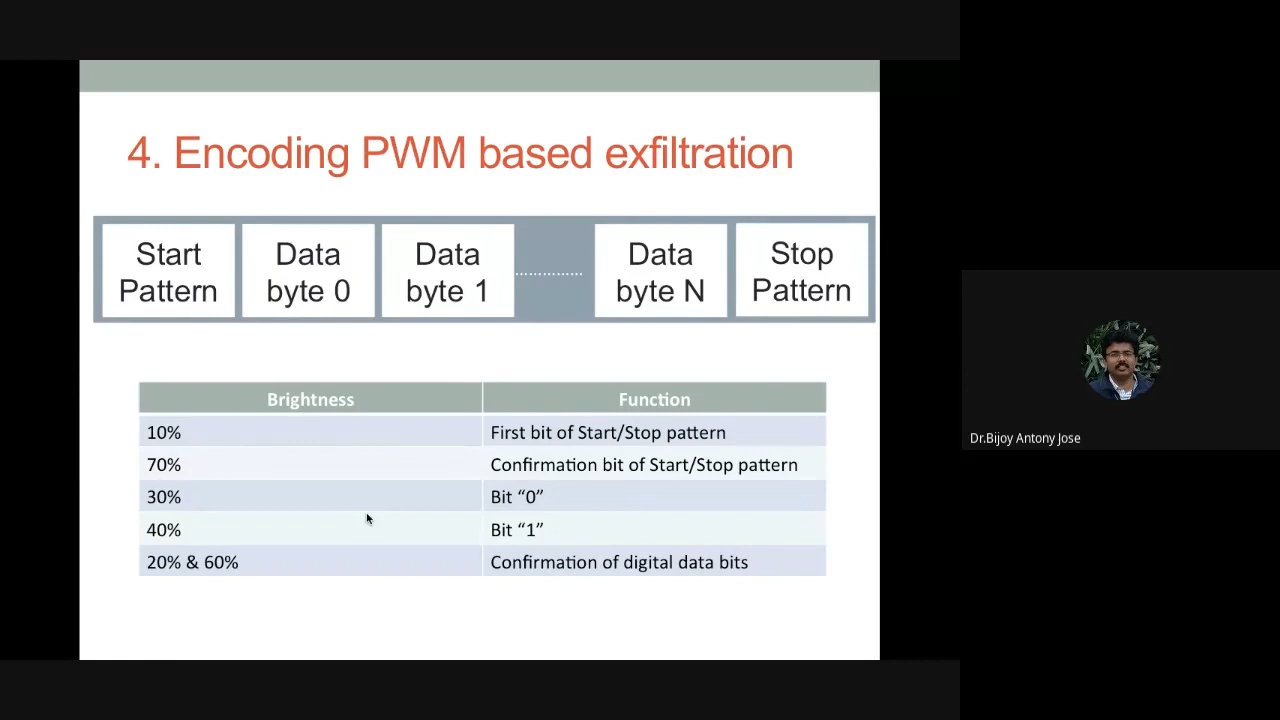 4. Encoding PWM based exfiltration
Start
Pattern
Data
byte 0
Data
byte 1
Data
byte N
Stop
Pattern
Brightness Function
10% First bit of Start/Stop pattern
70% Confirmation bit of Start/Stop pattern
30% Bit “0”
40% Bit “1”
20% & 60% Confirmation of digital data bits
Dr.Bijoy Antony Jose